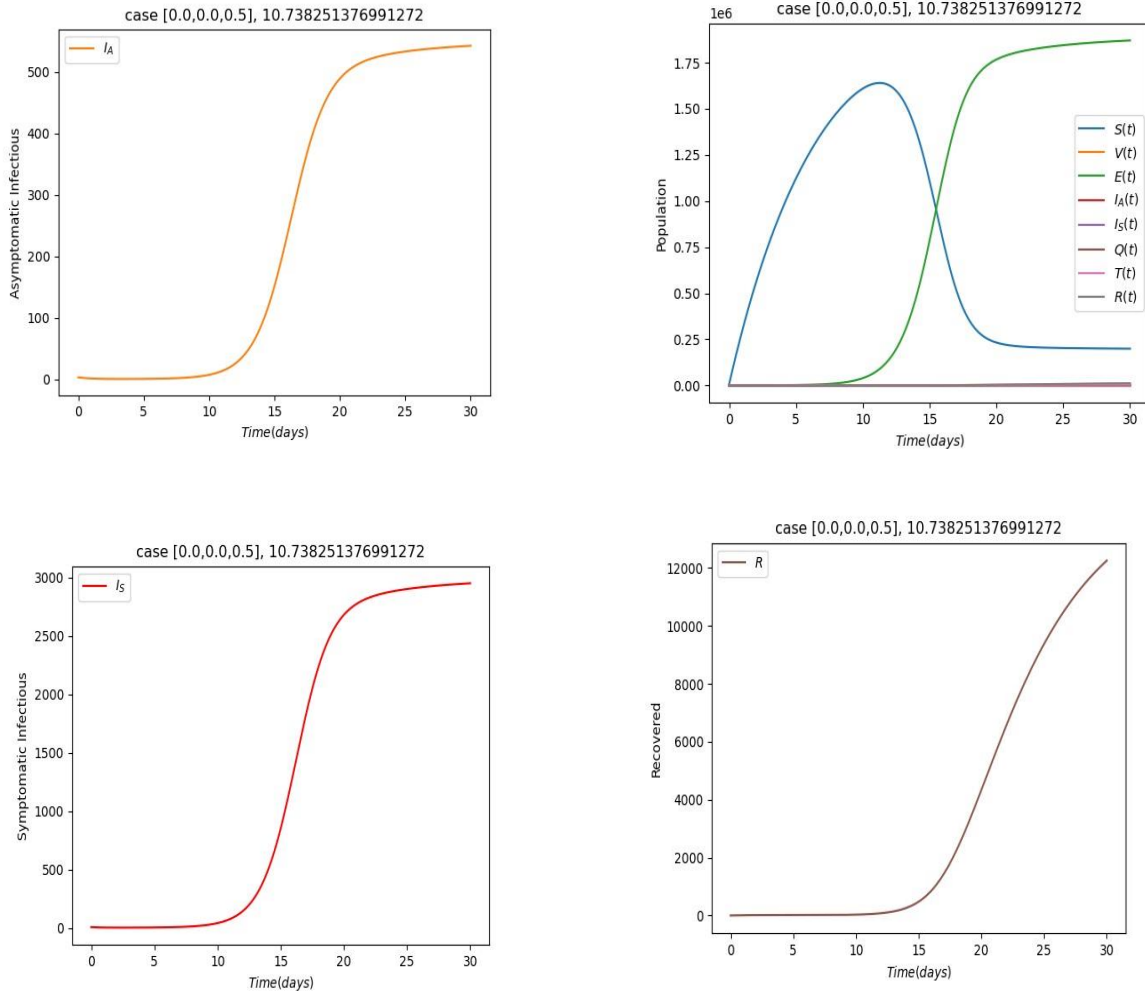 case [0.0,0.0,0.5], 10.738251376991272
I_A
Asymptomatic Infectious
500
400
300
200
100
0
0 5 10 15 20 25 30
Time(days)
case [0.0,0.0,0.5], 10.738251376991272
1e6
Population
1.75
1.50
1.25
1.00
0.75
0.50
0.25
0.00
S(t)
V(t)
E(t)
I_A(t)
I_S(t)
Q(t)
T(t)
R(t)
0 5 10 15 20 25 30
Time(days)
case [0.0,0.0,0.5], 10.738251376991272
I_S
Symptomatic Infectious
3000
2500
2000
1500
1000
500
0
0 5 10 15 20 25 30
Time(days)
case [0.0,0.0,0.5], 10.738251376991272
R
Recovered
12000
10000
8000
6000
4000
2000
0
0 5 10 15 20 25 30
Time(days)